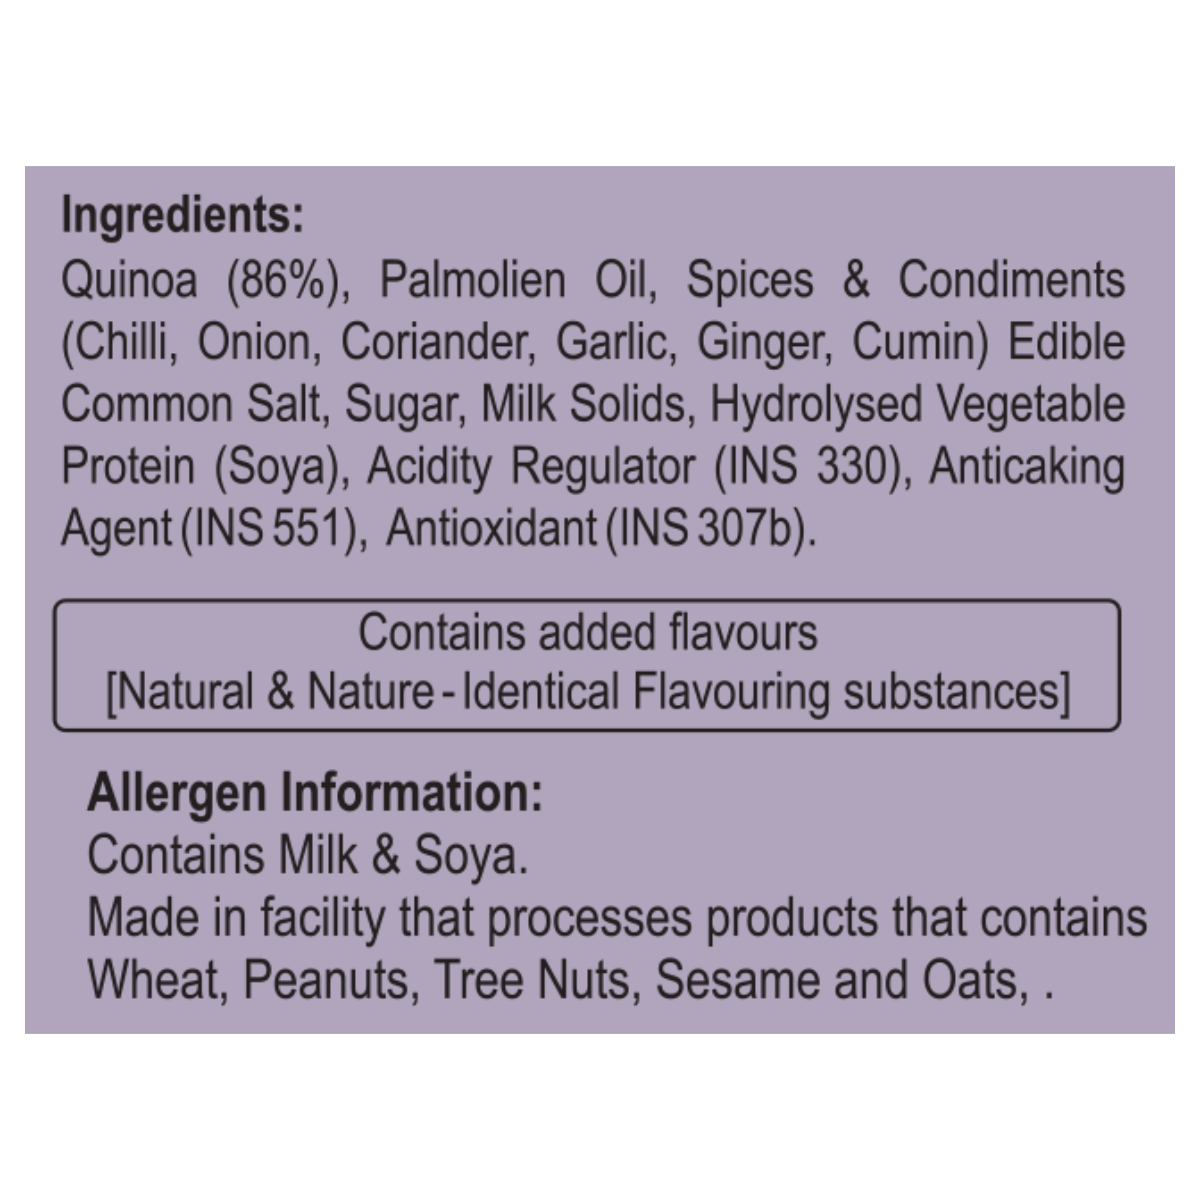 Ingredients:
Quinoa (86%), Palmolien Oil, Spices & Condiments
(Chilli, Onion, Coriander, Garlic, Ginger, Cumin) Edible
Common Salt, Sugar, Milk Solids, Hydrolysed Vegetable
Protein (Soya), Acidity Regulator (INS 330), Anticaking
Agent (INS 551), Antioxidant (INS 307b).
Contains added flavours
[Natural & Nature-Identical Flavouring substances]
Allergen Information:
Contains Milk & Soya.
Made in facility that processes products that contains
Wheat, Peanuts, Tree Nuts, Sesame and Oats, .